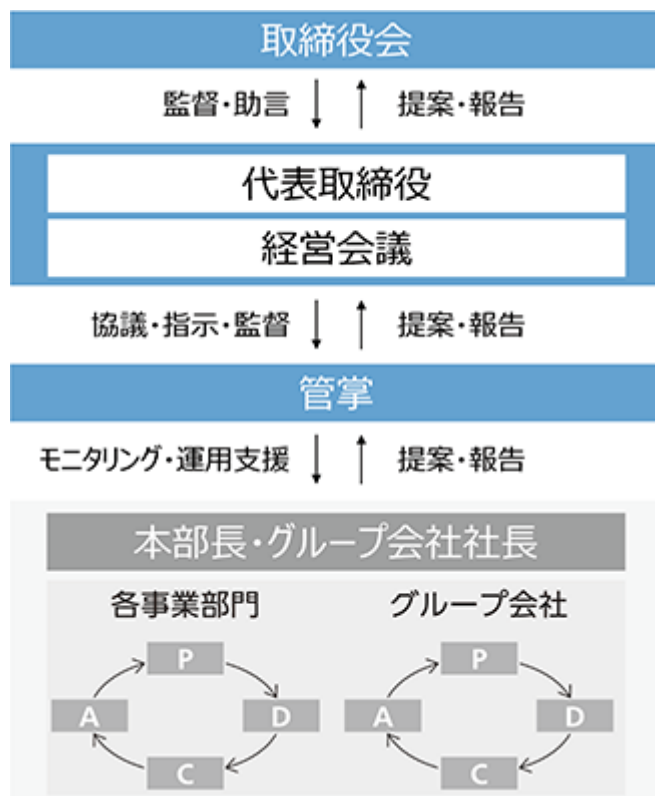 取締役会
監督・助言 提案・報告
代表取締役
経営会議
協議・指示・監督 提案・報告
管掌
モニタリング・運用支援 提案・報告
本部長・グループ会社社長
各事業部門 グループ会社
P P
A D A D
C C